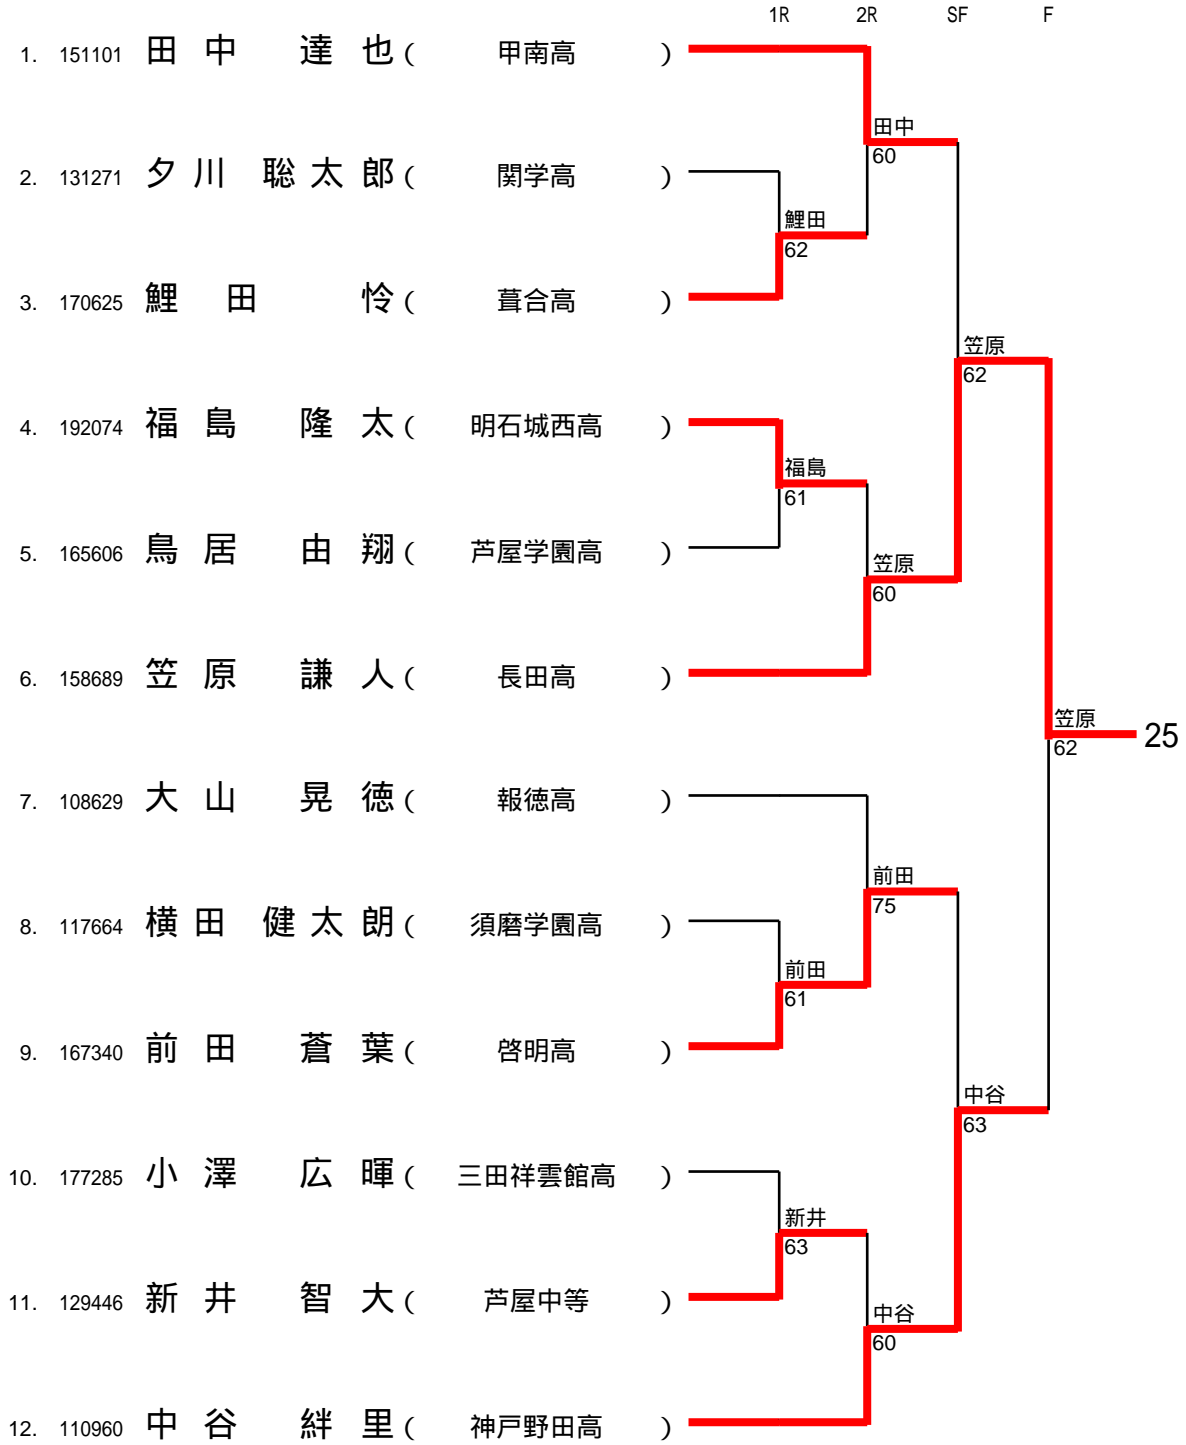 1R 2R SF F
1. 151101 田中 達也 ( 甲南高 )
田中
60
2. 131271 夕川 聡太郎 ( 関学高 )
鯉田
62
3. 170625 鯉田 怜 ( 葺合高 )
笠原
62
4. 192074 福島 隆太 ( 明石城西高 )
福島
61
5. 165606 鳥居 由翔 ( 芦屋学園高 )
笠原
60
6. 158689 笠原 謙人 ( 長田高 )
笠原
62 25
7. 108629 大山 晃徳 ( 報徳高 )
前田
75
8. 117664 横田 健太朗 ( 須磨学園高 )
前田
61
9. 167340 前田 蒼葉 ( 啓明高 )
中谷
63
10. 177285 小澤 広暉 ( 三田祥雲館高 )
新井
63
11. 129446 新井 智大 ( 芦屋中等 )
中谷
60
12. 110960 中谷 絆里 ( 神戸野田高 )